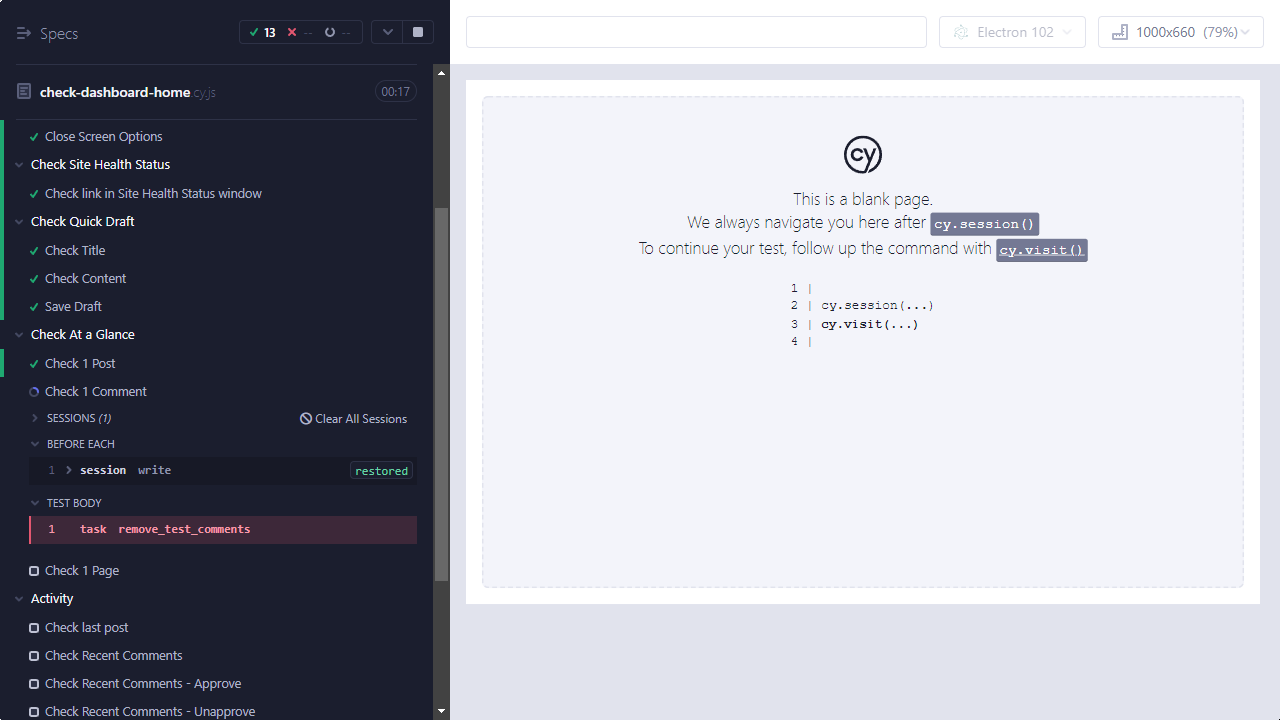 Specs
13
--
--
check-dashboard-home.cy.js
00:17
Close Screen Options
Check Site Health Status
Check link in Site Health Status window
Check Quick Draft
Check Title
Check Content
Save Draft
Check At a Glance
Check 1 Post
Check 1 Comment
SESSIONS (1)
Clear All Sessions
BEFORE EACH
1 session write restored
TEST BODY
1 task remove_test_comments
Check 1 Page
Activity
Check last post
Check Recent Comments
Check Recent Comments - Approve
Check Recent Comments - Unapprove
Electron 102
1000x660 (79%)
cy
This is a blank page.
We always navigate you here after cy.session()
To continue your test, follow up the command with cy.visit()
1 |
2 | cy.session(...)
3 | cy.visit(...)
4 |